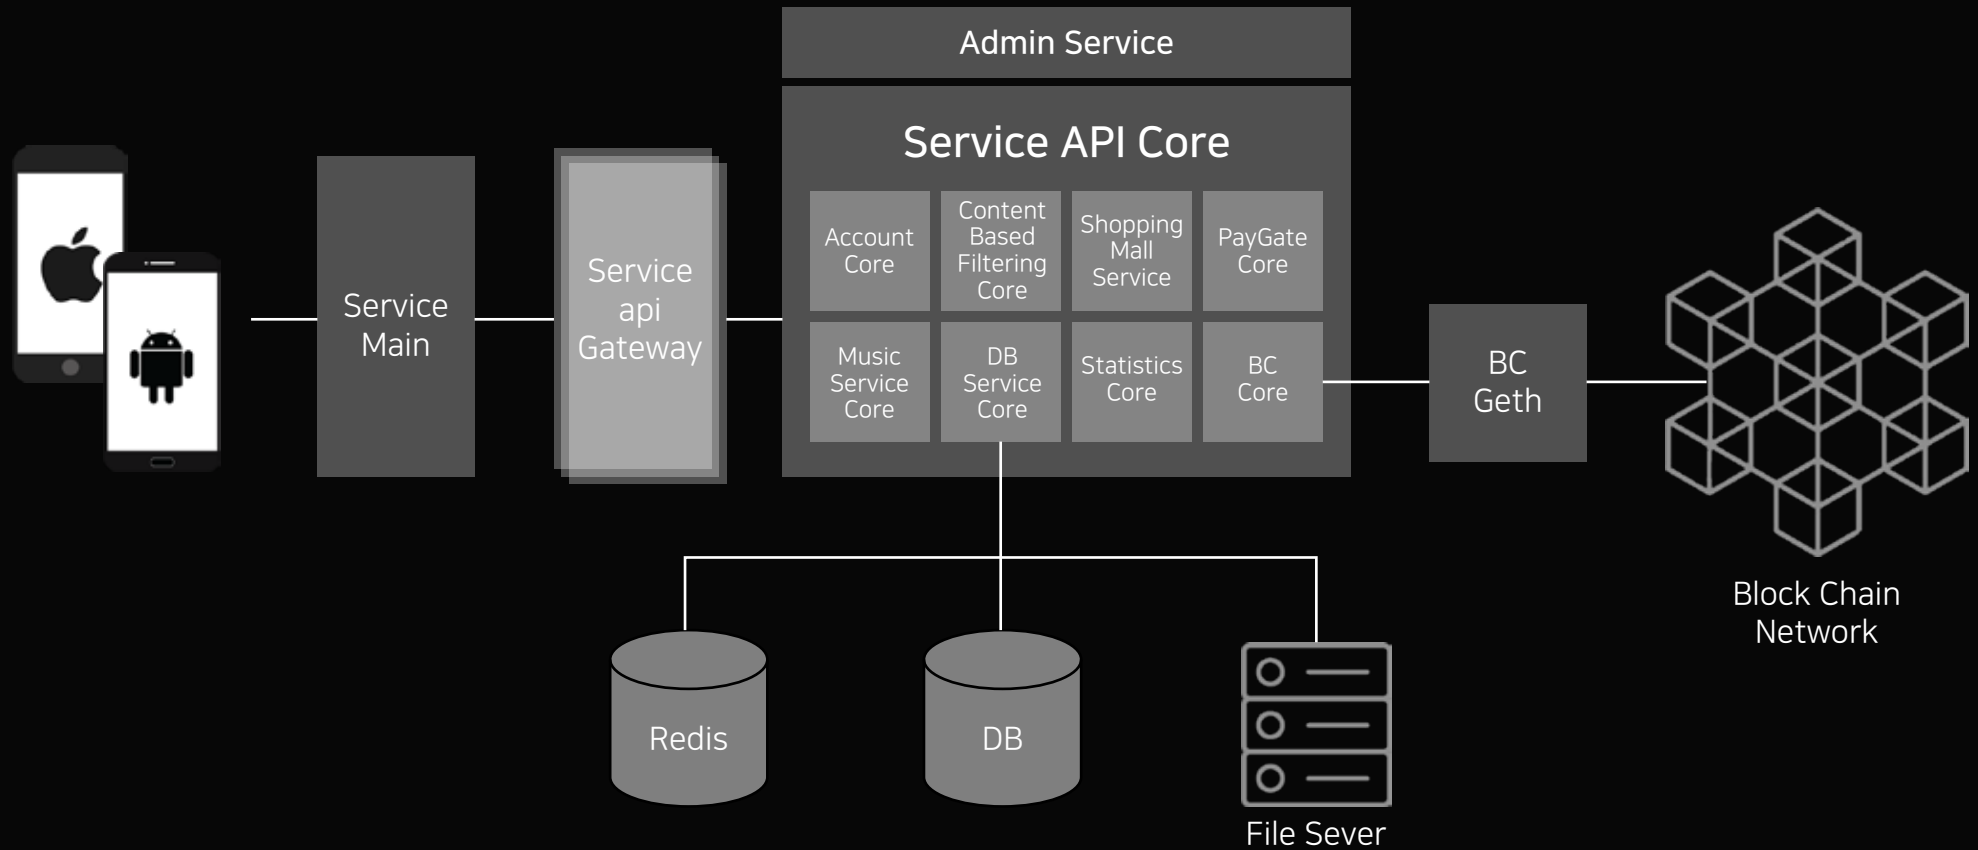 Admin Service
Service API Core
Account
Core
Content
Based
Filtering
Core
Shopping
Mall
Service
PayGate
Core
Music
Service
Core
DB
Service
Core
Statistics
Core
BC
Core
Service
Main
Service
api
Gateway
BC
Geth
Block Chain
Network
Redis
DB
File Sever